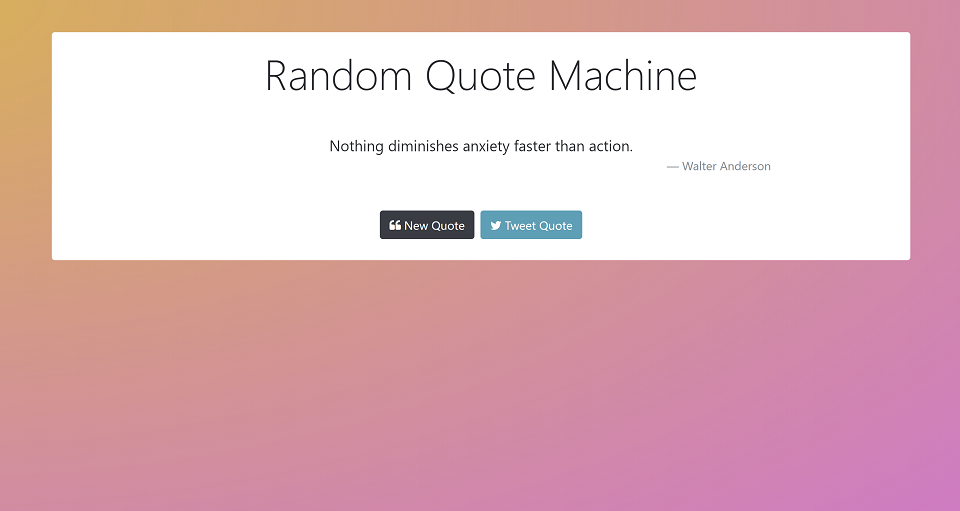 Random Quote Machine
Nothing diminishes anxiety faster than action.
— Walter Anderson
New Quote
Tweet Quote